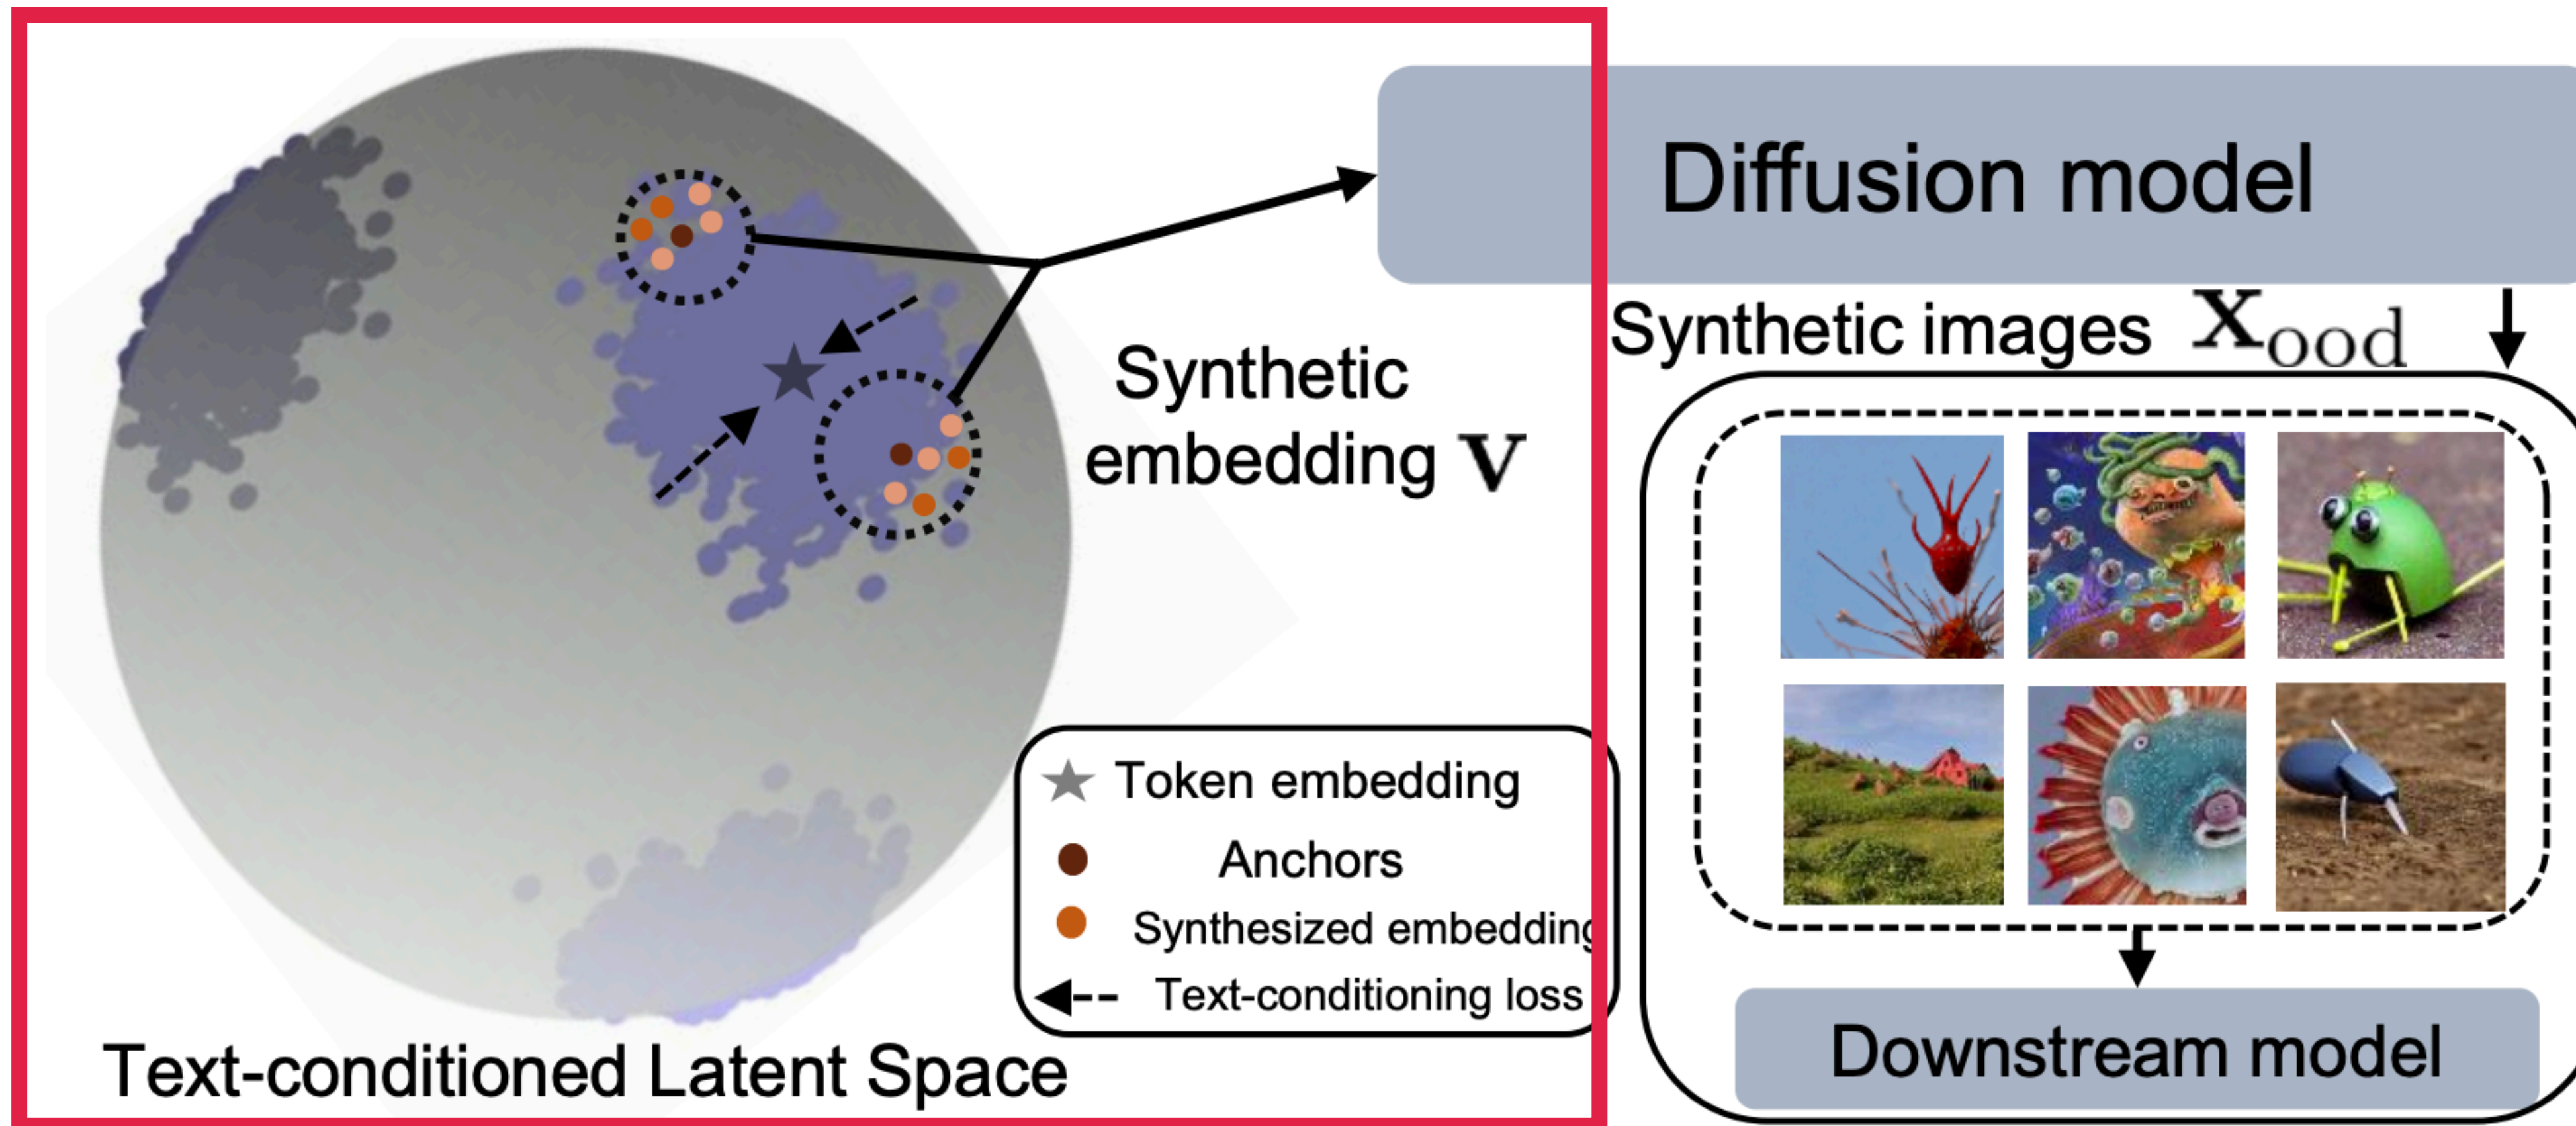 Diffusion model
Synthetic images x_ood
Synthetic
embedding v
Token embedding
Anchors
Synthesized embedding
Text-conditioning loss
Text-conditioned Latent Space
Downstream model